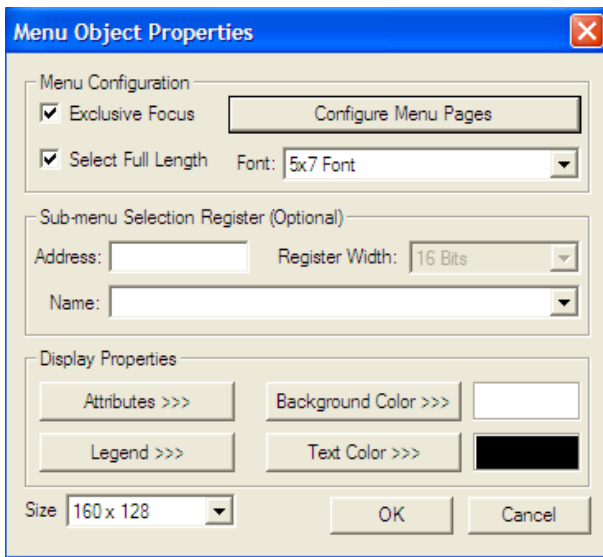 Menu Object Properties
Menu Configuration
Exclusive Focus Configure Menu Pages
Select Full Length Font: 5x7 Font
Sub-menu Selection Register (Optional)
Address: Register Width: 16 Bits
Name:
Display Properties
Attributes >>> Background Color >>>
Legend >>> Text Color >>>
Size 160 x 128 OK Cancel